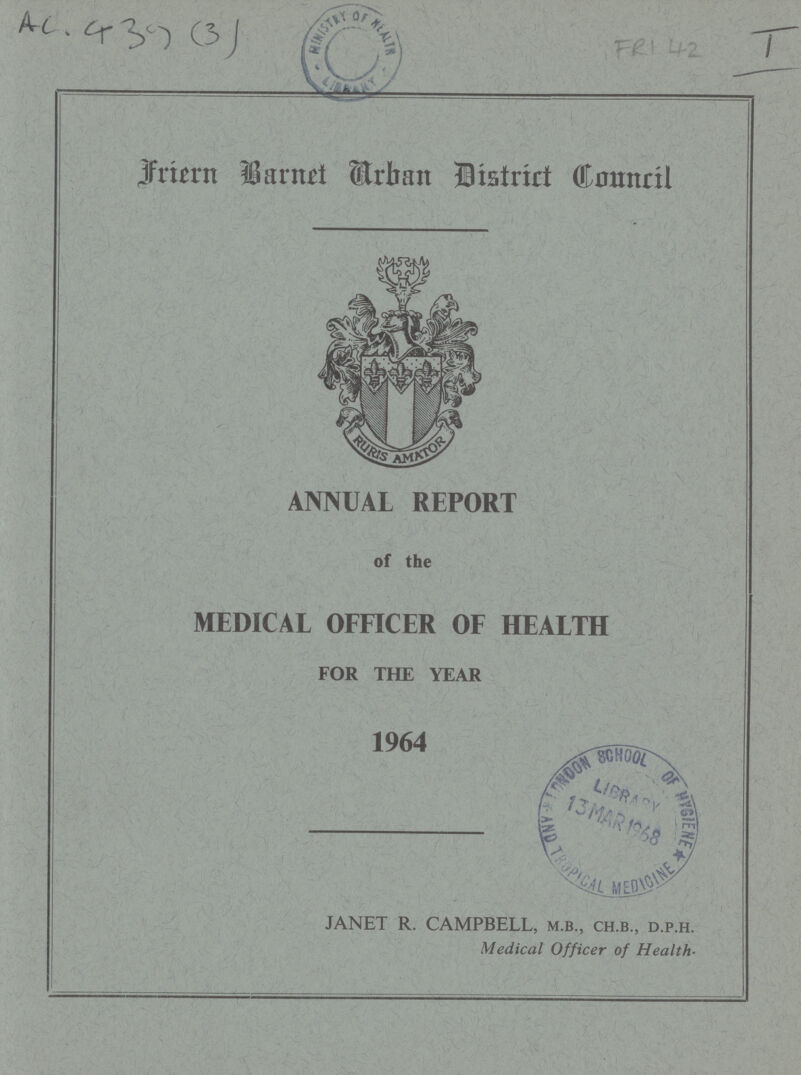 AC. 439 (3)
MINISTRY OF HEALTH
LIBRARY
FRI 42
I
Friern Barnet Urban District Council
RURIS AMATOR
ANNUAL REPORT
of the
MEDICAL OFFICER OF HEALTH
FOR THE YEAR
1964
LONDON SCHOOL OF HYGIENE
AND TROPICAL MEDICINE
LIBRARY
13 MAR 1968
JANET R. CAMPBELL, M.B., CH.B., D.P.H.
Medical Officer of Health.